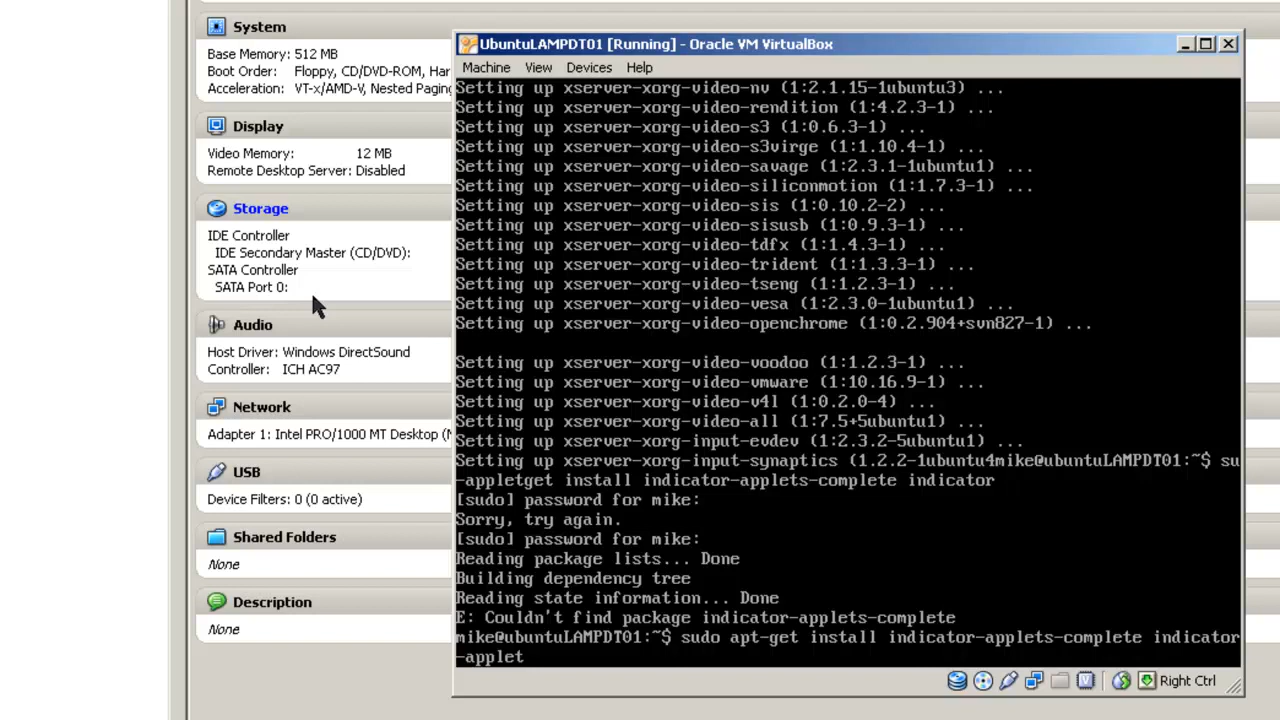 System
Base Memory: 512 MB
Boot Order: Floppy, CD/DVD-ROM, Har
Acceleration: VT-x/AMD-V, Nested Paging
Display
Video Memory: 12 MB
Remote Desktop Server: Disabled
Storage
IDE Controller
IDE Secondary Master (CD/DVD):
SATA Controller
SATA Port 0:
Audio
Host Driver: Windows DirectSound
Controller: ICH AC97
Network
Adapter 1: Intel PRO/1000 MT Desktop (
USB
Device Filters: 0 (0 active)
Shared Folders
None
Description
None
UbuntuLAMPDT01 [Running] - Oracle VM VirtualBox
Machine View Devices Help
Setting up xserver-xorg-video-nv (1:2.1.15-1ubuntu3) ...
Setting up xserver-xorg-video-rendition (1:4.2.3-1) ...
Setting up xserver-xorg-video-s3 (1:0.6.3-1) ...
Setting up xserver-xorg-video-s3virge (1:1.10.4-1) ...
Setting up xserver-xorg-video-savage (1:2.3.1-1ubuntu1) ...
Setting up xserver-xorg-video-siliconmotion (1:1.7.3-1) ...
Setting up xserver-xorg-video-sis (1:0.10.2-2) ...
Setting up xserver-xorg-video-sisusb (1:0.9.3-1) ...
Setting up xserver-xorg-video-tdfx (1:1.4.3-1) ...
Setting up xserver-xorg-video-trident (1:1.3.3-1) ...
Setting up xserver-xorg-video-tseng (1:1.2.3-1) ...
Setting up xserver-xorg-video-vesa (1:2.3.0-1ubuntu1) ...
Setting up xserver-xorg-video-openchrome (1:0.2.904+svn827-1) ...
Setting up xserver-xorg-video-voodoo (1:1.2.3-1) ...
Setting up xserver-xorg-video-vmware (1:10.16.9-1) ...
Setting up xserver-xorg-video-v4l (1:0.2.0-4) ...
Setting up xserver-xorg-video-all (1:7.5+5ubuntu1) ...
Setting up xserver-xorg-input-evdev (1:2.3.2-5ubuntu1) ...
Setting up xserver-xorg-input-synaptics (1.2.2-1ubuntu4mike@ubuntuLAMPDT01:~$ su
-appletget install indicator-applets-complete indicator
[sudo] password for mike:
Sorry, try again.
[sudo] password for mike:
Reading package lists... Done
Building dependency tree
Reading state information... Done
E: Couldn't find package indicator-applets-complete
mike@ubuntuLAMPDT01:~$ sudo apt-get install indicator-applets-complete indicator
-applet
Right Ctrl